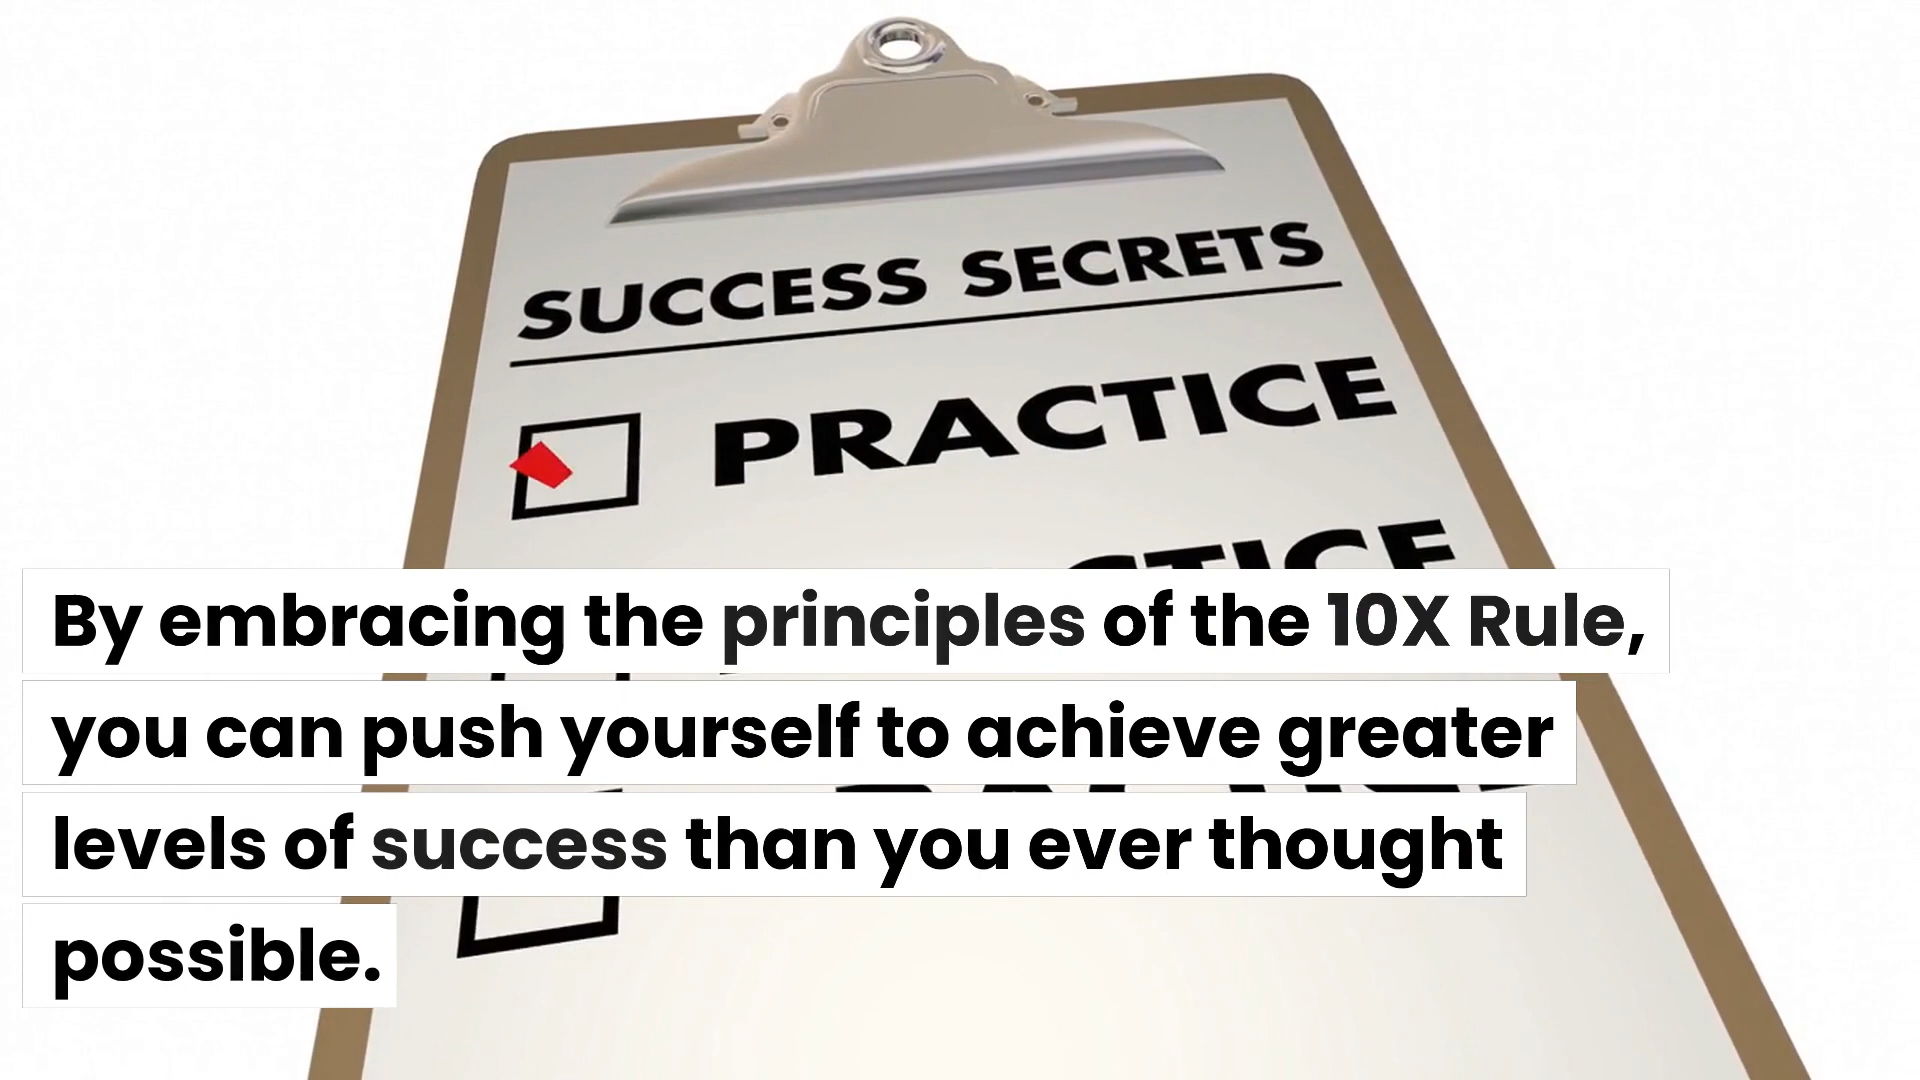 SUCCESS SECRETS
PRACTICE
By embracing the principles of the 10X Rule,
you can push yourself to achieve greater
levels of success than you ever thought
possible.